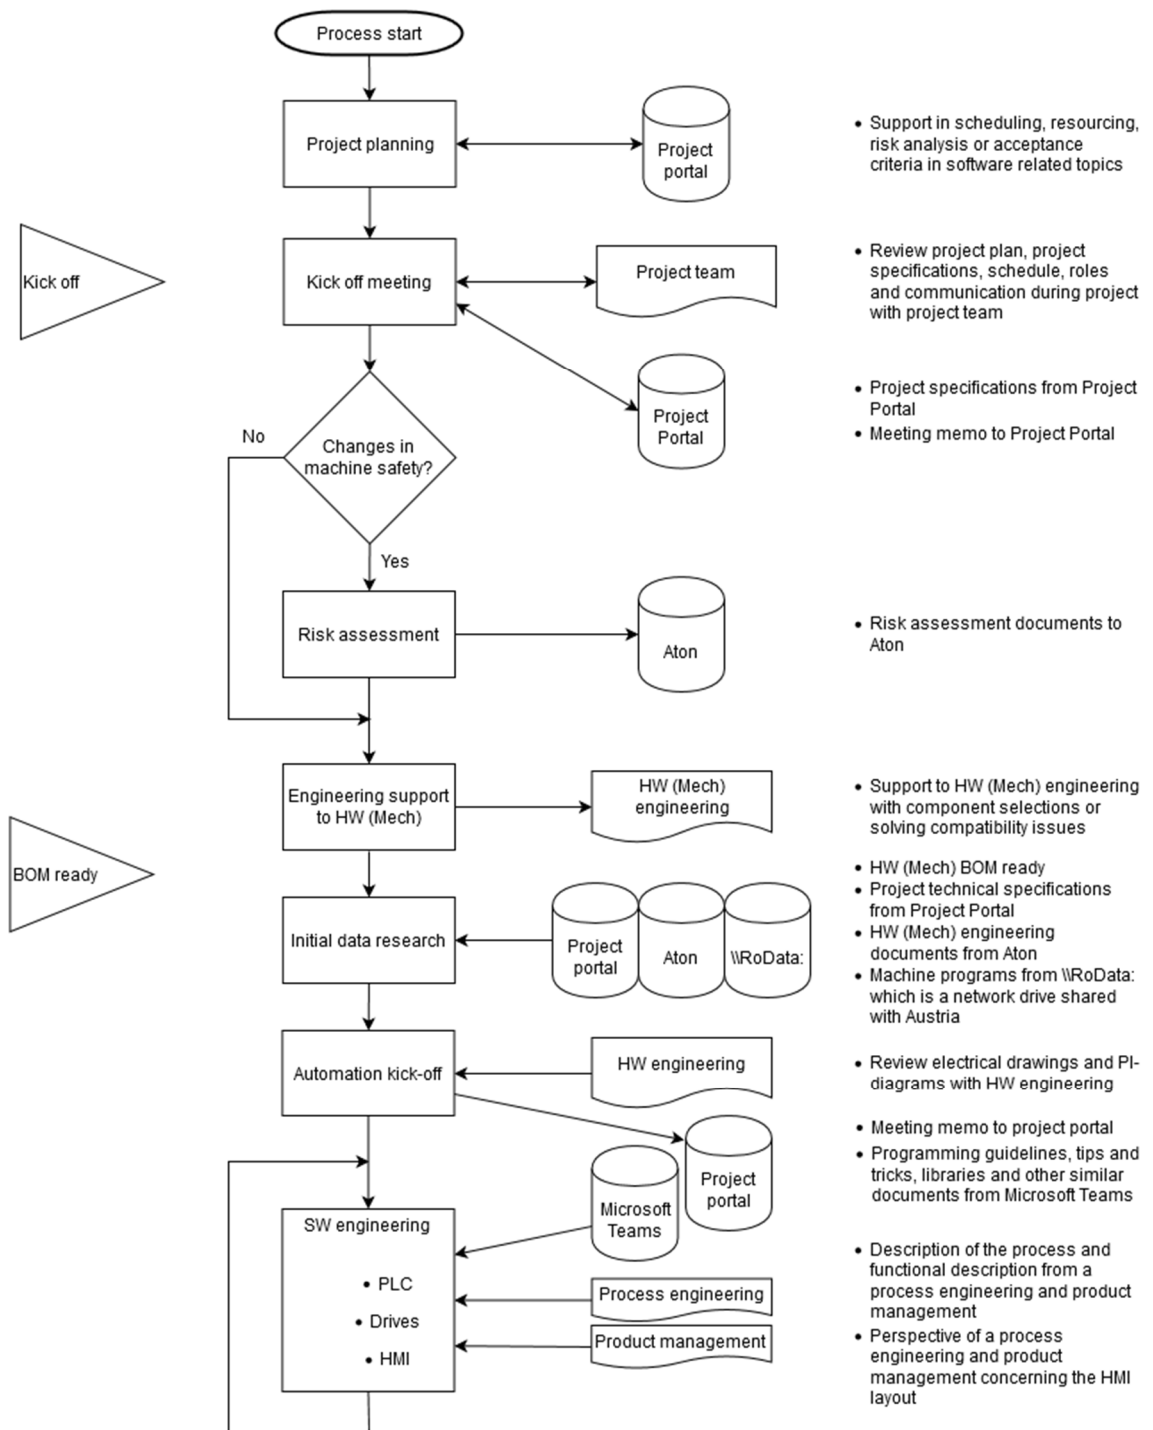 Process start
Project planning
Project
portal
• Support in scheduling, resourcing,
risk analysis or acceptance
criteria in software related topics
Kick off
Kick off meeting
Project team
• Review project plan, project
specifications, schedule, roles
and communication during project
with project team
Project
Portal
• Project specifications from Project
Portal
• Meeting memo to Project Portal
No
Changes in
machine safety?
Yes
Risk assessment
Aton
• Risk assessment documents to
Aton
Engineering support
to HW (Mech)
HW (Mech)
engineering
• Support to HW (Mech) engineering
with component selections or
solving compatibility issues
BOM ready
Initial data research
Project
portal
Aton
\\RoData:
• HW (Mech) BOM ready
• Project technical specifications
from Project Portal
• HW (Mech) engineering
documents from Aton
• Machine programs from \\RoData:
which is a network drive shared
with Austria
Automation kick-off
HW engineering
• Review electrical drawings and PI-
diagrams with HW engineering
Project
portal
• Meeting memo to project portal
Microsoft
Teams
• Programming guidelines, tips and
tricks, libraries and other similar
documents from Microsoft Teams
SW engineering
• PLC
• Drives
• HMI
Process engineering
Product management
• Description of the process and
functional description from a
process engineering and product
management
• Perspective of a process
engineering and product
management concerning the HMI
layout